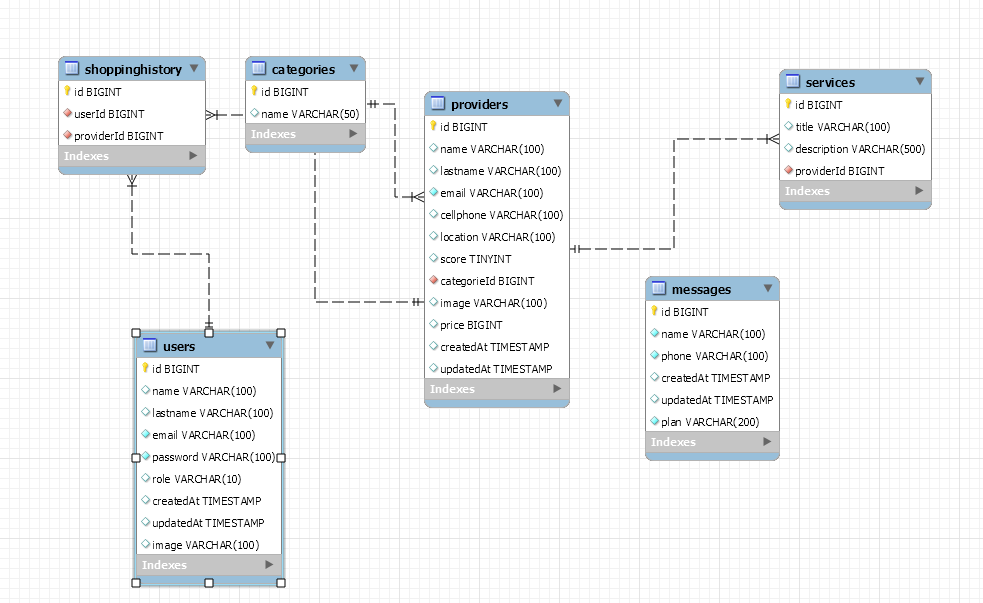 shoppinghistory
id BIGINT
userId BIGINT
providerId BIGINT
Indexes
categories
id BIGINT
name VARCHAR(50)
Indexes
providers
id BIGINT
name VARCHAR(100)
lastname VARCHAR(100)
email VARCHAR(100)
cellphone VARCHAR(100)
location VARCHAR(100)
score TINYINT
categorieId BIGINT
image VARCHAR(100)
price BIGINT
createdAt TIMESTAMP
updatedAt TIMESTAMP
Indexes
services
id BIGINT
title VARCHAR(100)
description VARCHAR(500)
providerId BIGINT
Indexes
messages
id BIGINT
name VARCHAR(100)
phone VARCHAR(100)
createdAt TIMESTAMP
updatedAt TIMESTAMP
plan VARCHAR(200)
Indexes
users
id BIGINT
name VARCHAR(100)
lastname VARCHAR(100)
email VARCHAR(100)
password VARCHAR(100)
role VARCHAR(10)
createdAt TIMESTAMP
updatedAt TIMESTAMP
image VARCHAR(100)
Indexes